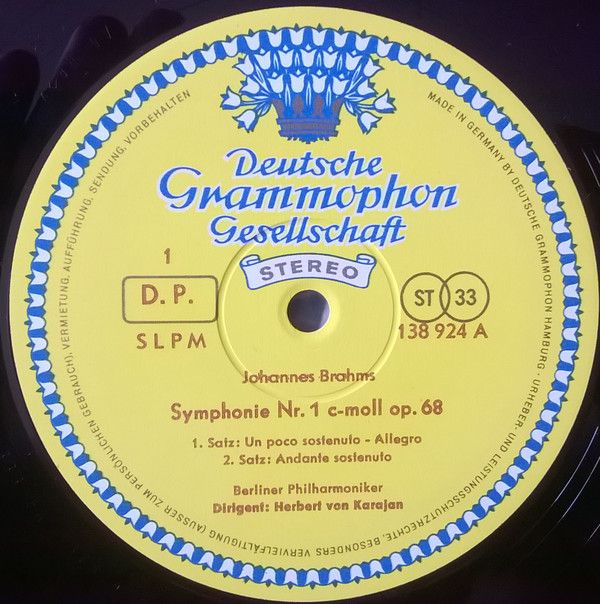 Deutsche
Grammophon
Gesellschaft
STEREO
1
D. P.
SLPM
ST 33
138 924 A
Johannes Brahms
Symphonie Nr. 1 c-moll op. 68
1. Satz: Un poco sostenuto - Allegro
2. Satz: Andante sostenuto
Berliner Philharmoniker
Dirigent: Herbert von Karajan
MADE IN GERMANY BY DEUTSCHE GRAMMOPHON HAMBURG · URHEBER- UND LEISTUNGSSCHUTZRECHTE, BESONDERS VERVIELFÄLTIGUNG (AUSSER ZUM PERSÖNLICHEN GEBRAUCH), VERMIETUNG, AUFFÜHRUNG, SENDUNG, VORBEHALTEN